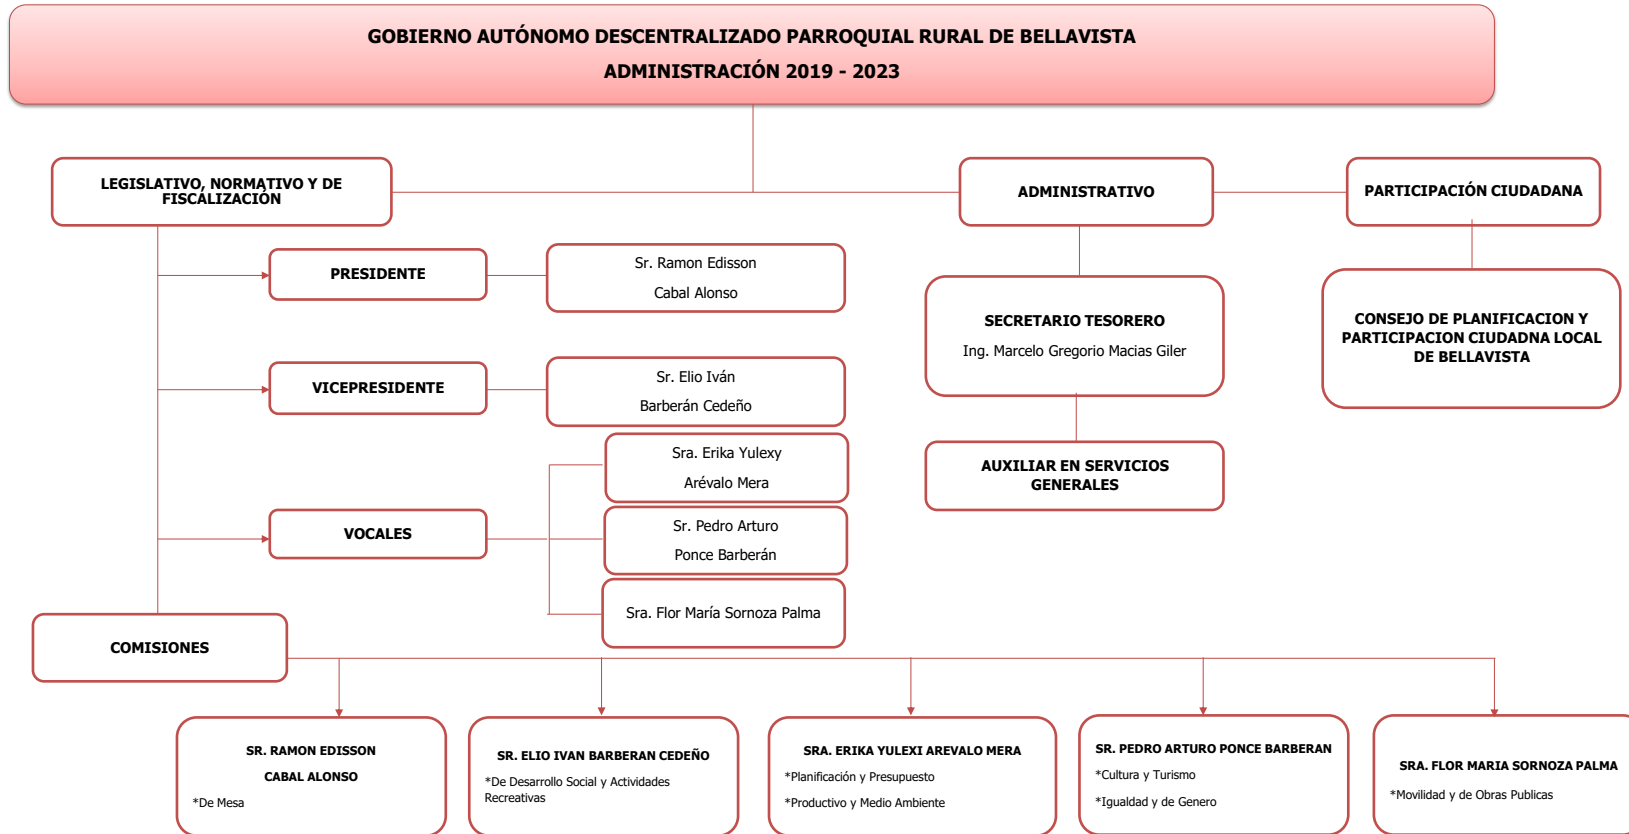 GOBIERNO AUTÓNOMO DESCENTRALIZADO PARROQUIAL RURAL DE BELLAVISTA
ADMINISTRACIÓN 2019 - 2023
LEGISLATIVO, NORMATIVO Y DE
FISCALIZACIÓN
ADMINISTRATIVO
PARTICIPACIÓN CIUDADANA
PRESIDENTE
Sr. Ramon Edisson
Cabal Alonso
SECRETARIO TESORERO
Ing. Marcelo Gregorio Macias Giler
CONSEJO DE PLANIFICACION Y
PARTICIPACION CIUDADNA LOCAL
DE BELLAVISTA
VICEPRESIDENTE
Sr. Elio Iván
Barberán Cedeño
AUXILIAR EN SERVICIOS
GENERALES
VOCALES
Sra. Erika Yulexy
Arévalo Mera
Sr. Pedro Arturo
Ponce Barberán
Sra. Flor María Sornoza Palma
COMISIONES
SR. RAMON EDISSON
CABAL ALONSO
*De Mesa
SR. ELIO IVAN BARBERAN CEDEÑO
*De Desarrollo Social y Actividades
Recreativas
SRA. ERIKA YULEXI AREVALO MERA
*Planificación y Presupuesto
*Productivo y Medio Ambiente
SR. PEDRO ARTURO PONCE BARBERAN
*Cultura y Turismo
*Igualdad y de Genero
SRA. FLOR MARIA SORNOZA PALMA
*Movilidad y de Obras Publicas